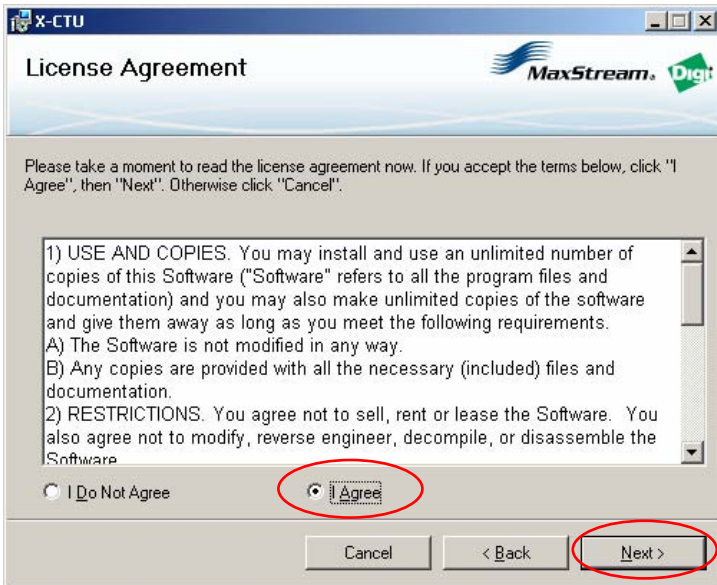 X-CTU
License Agreement
MaxStream.
Digi
Please take a moment to read the license agreement now. If you accept the terms below, click "I
Agree", then "Next". Otherwise click "Cancel".
1) USE AND COPIES. You may install and use an unlimited number of
copies of this Software ("Software" refers to all the program files and
documentation) and you may also make unlimited copies of the software
and give them away as long as you meet the following requirements.
A) The Software is not modified in any way.
B) Any copies are provided with all the necessary (included) files and
documentation.
2) RESTRICTIONS. You agree not to sell, rent or lease the Software.  You
also agree not to modify, reverse engineer, decompile, or disassemble the
Software
I Do Not Agree
I Agree
Cancel
< Back
Next >